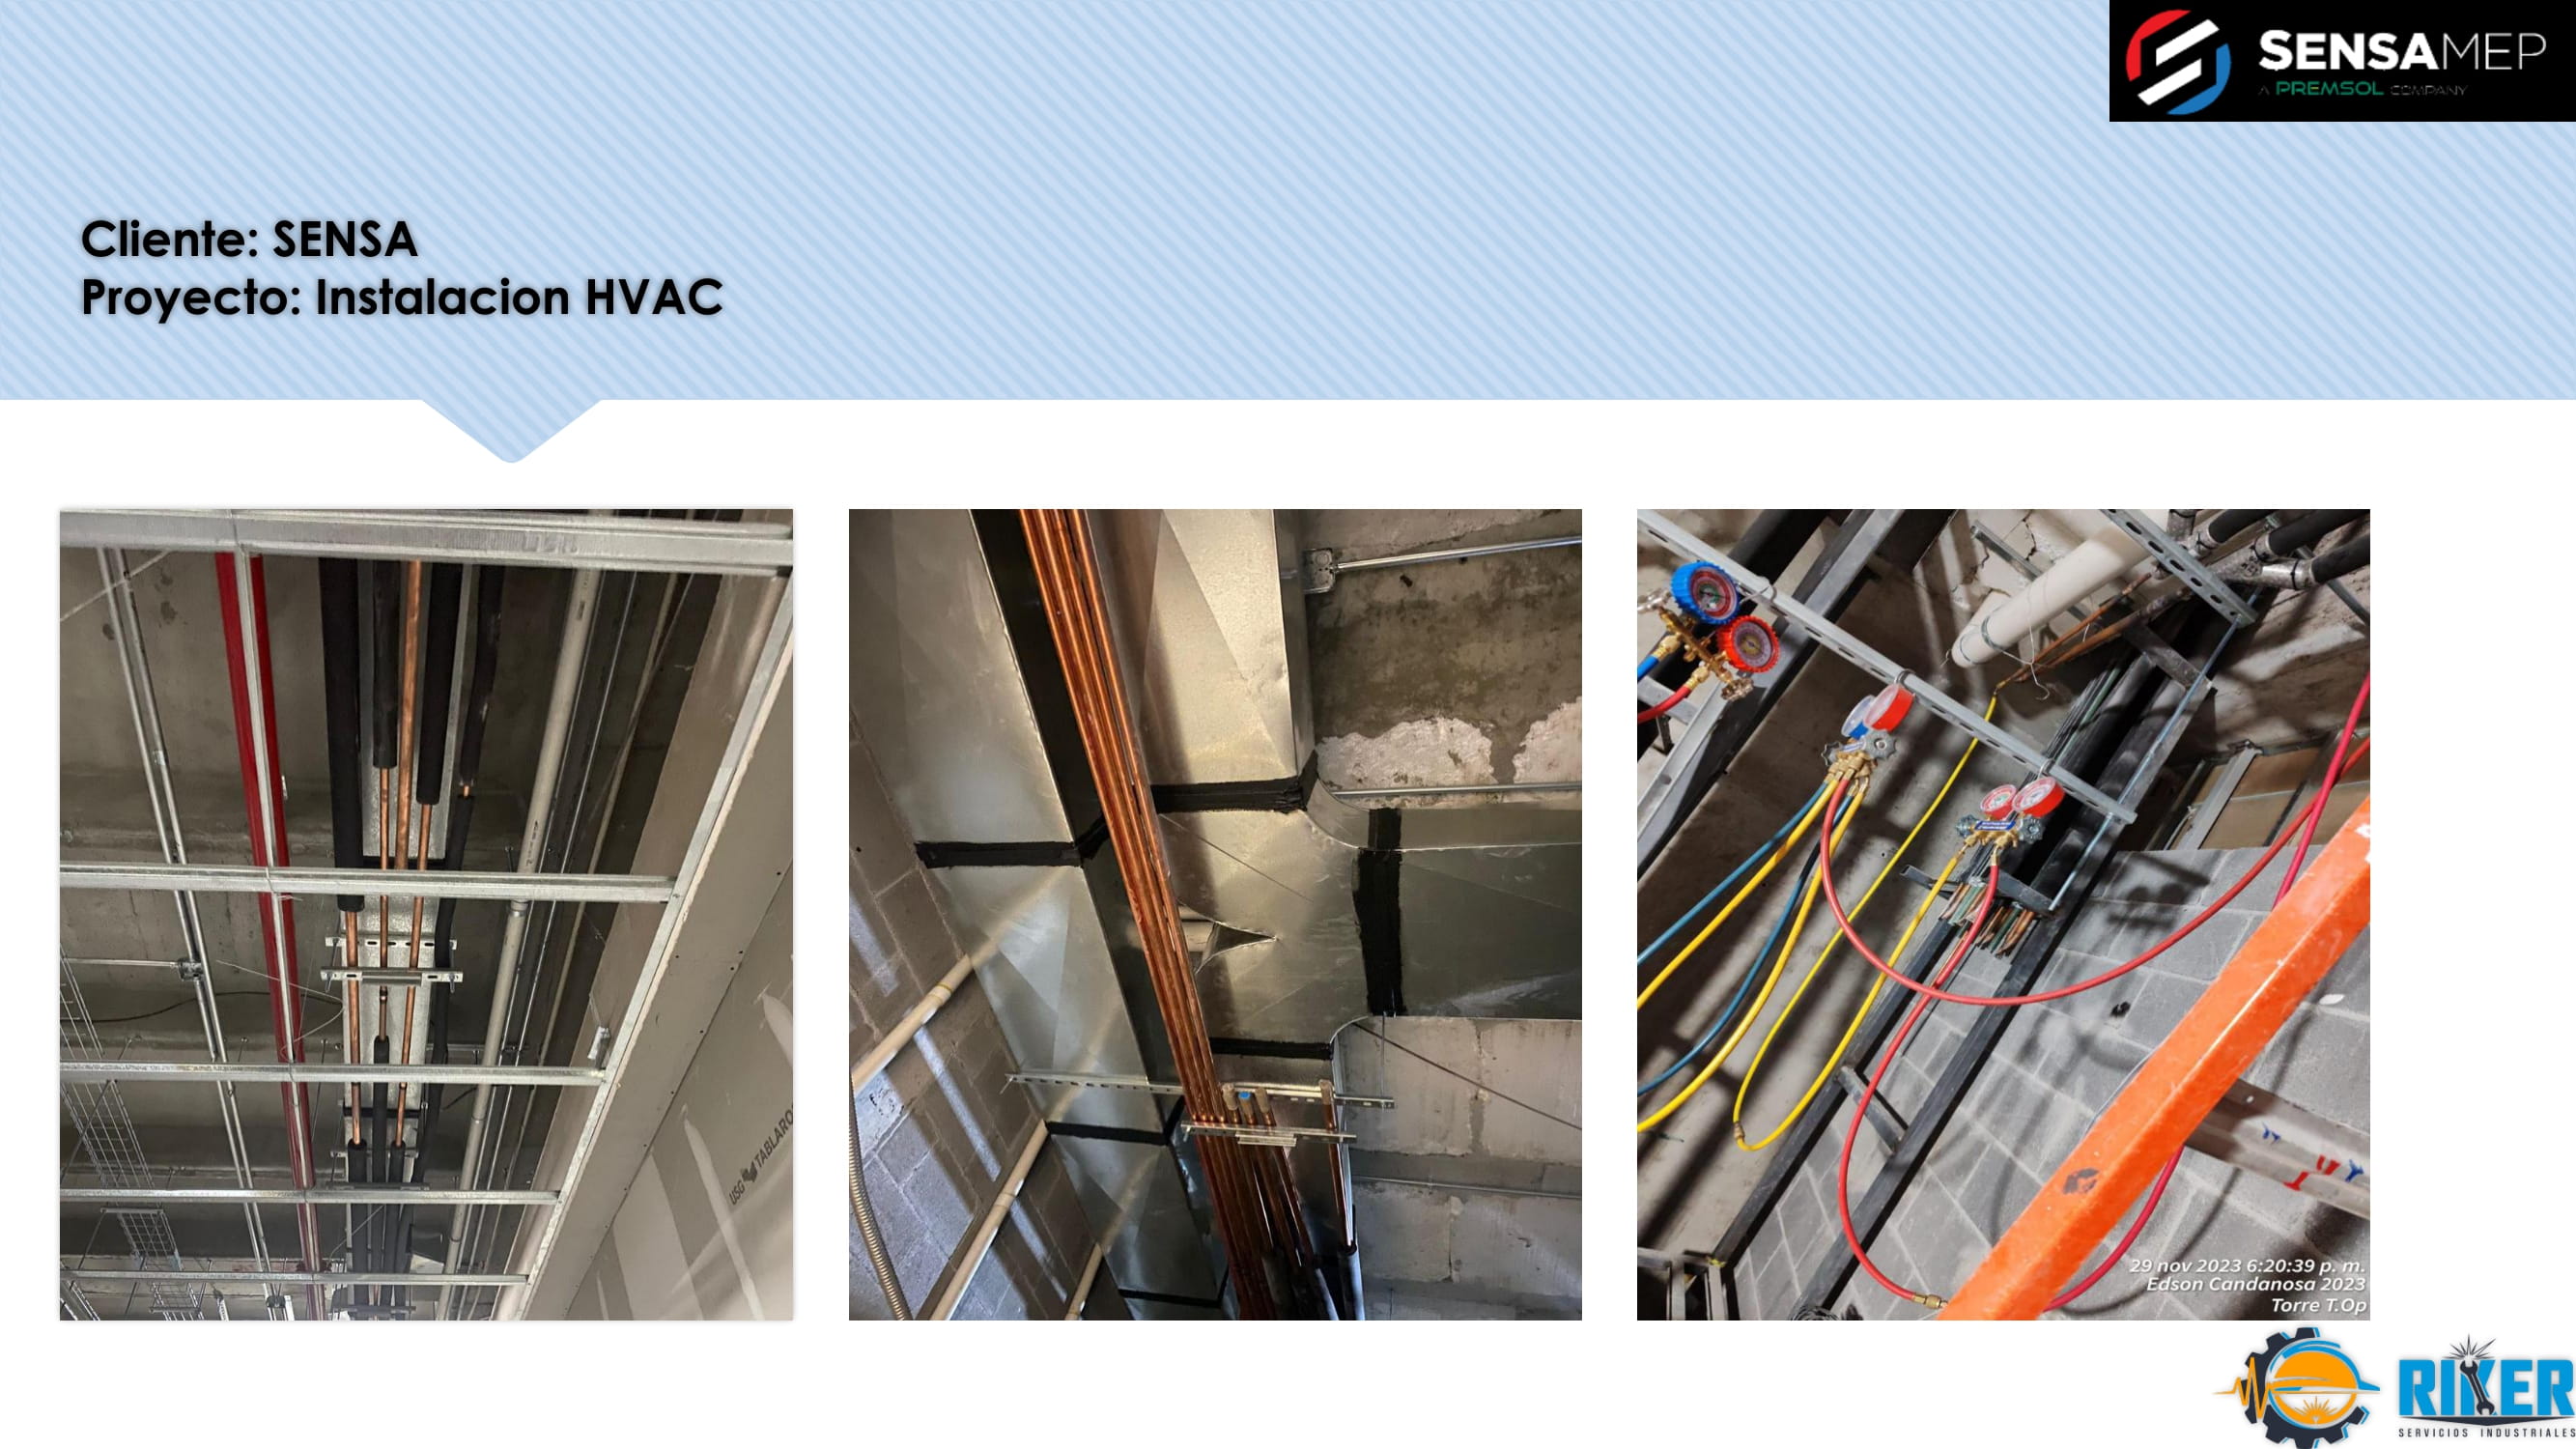 SENSAMEP
A PREMSOL COMPANY
Cliente: SENSA
Proyecto: Instalacion HVAC
USG TABLARO
29 nov 2023 6:20:39 p. m.
Edson Candanosa 2023
Torre T.Op
RIKER
SERVICIOS INDUSTRIALES